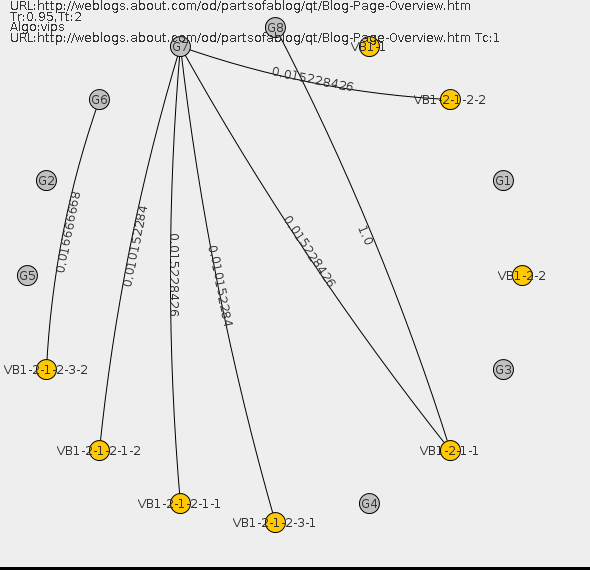 URL:http://weblogs.about.com/od/partsofablog/qt/Blog-Page-Overview.htm
Tr:0.95,Tt:2
Algo:vips
URL:http://weblogs.about.com/od/partsofablog/qt/Blog-Page-Overview.htm Tc:1
G8
G7
VB1-1
0.015228426
G6
VB1-2-1-2-2
G2
G1
0.016666668
0.010152284
0.015228426
0.010152284
0.015228426
1.0
G5
VB1-2-2
VB1-2-1-2-3-2
G3
VB1-2-1-2-1-2
VB1-2-1-1
VB1-2-1-2-1-1
G4
VB1-2-1-2-3-1